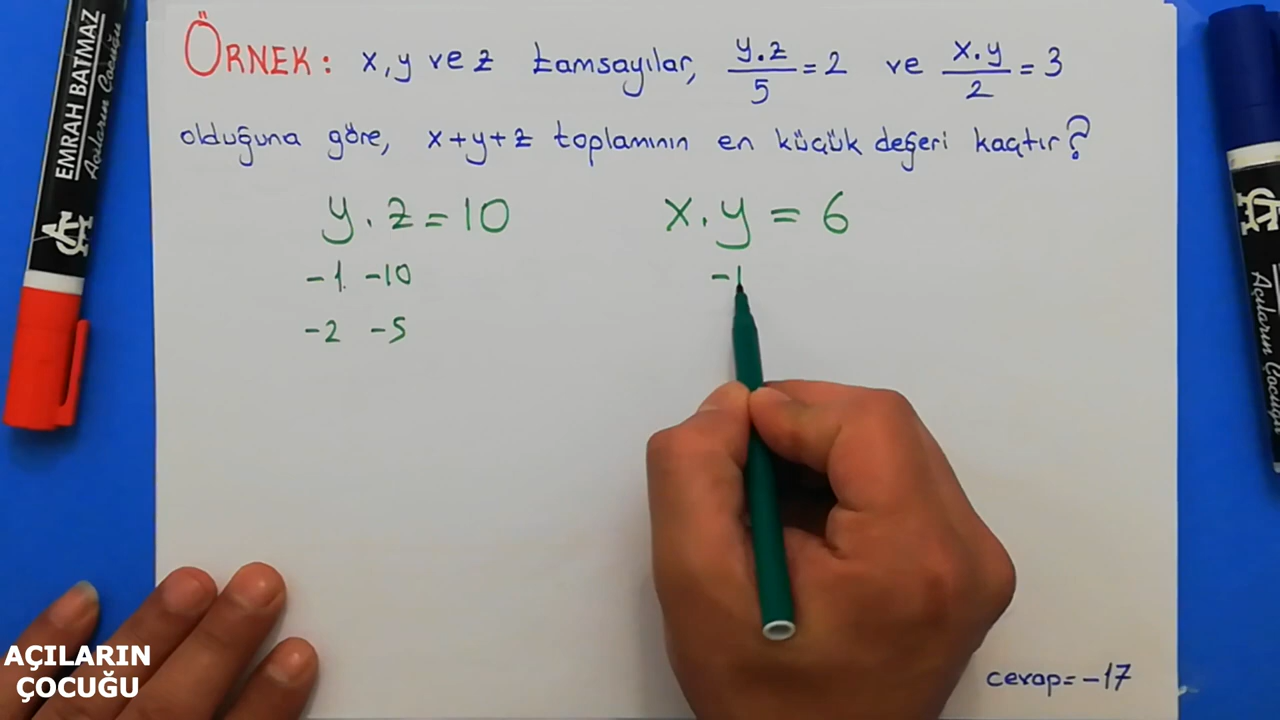 ÖRNEK: x, y ve z tamsayılar, y.z/5 = 2 ve x.y/2 = 3
olduğuna göre, x+y+z toplamının en küçük değeri kaçtır?
y.z=10 x.y=6
-1 -10 -1
-2 -5
cevap=-17
EMRAH BATMAZ
Açıların Çocuğu
AÇILARIN
ÇOCUĞU